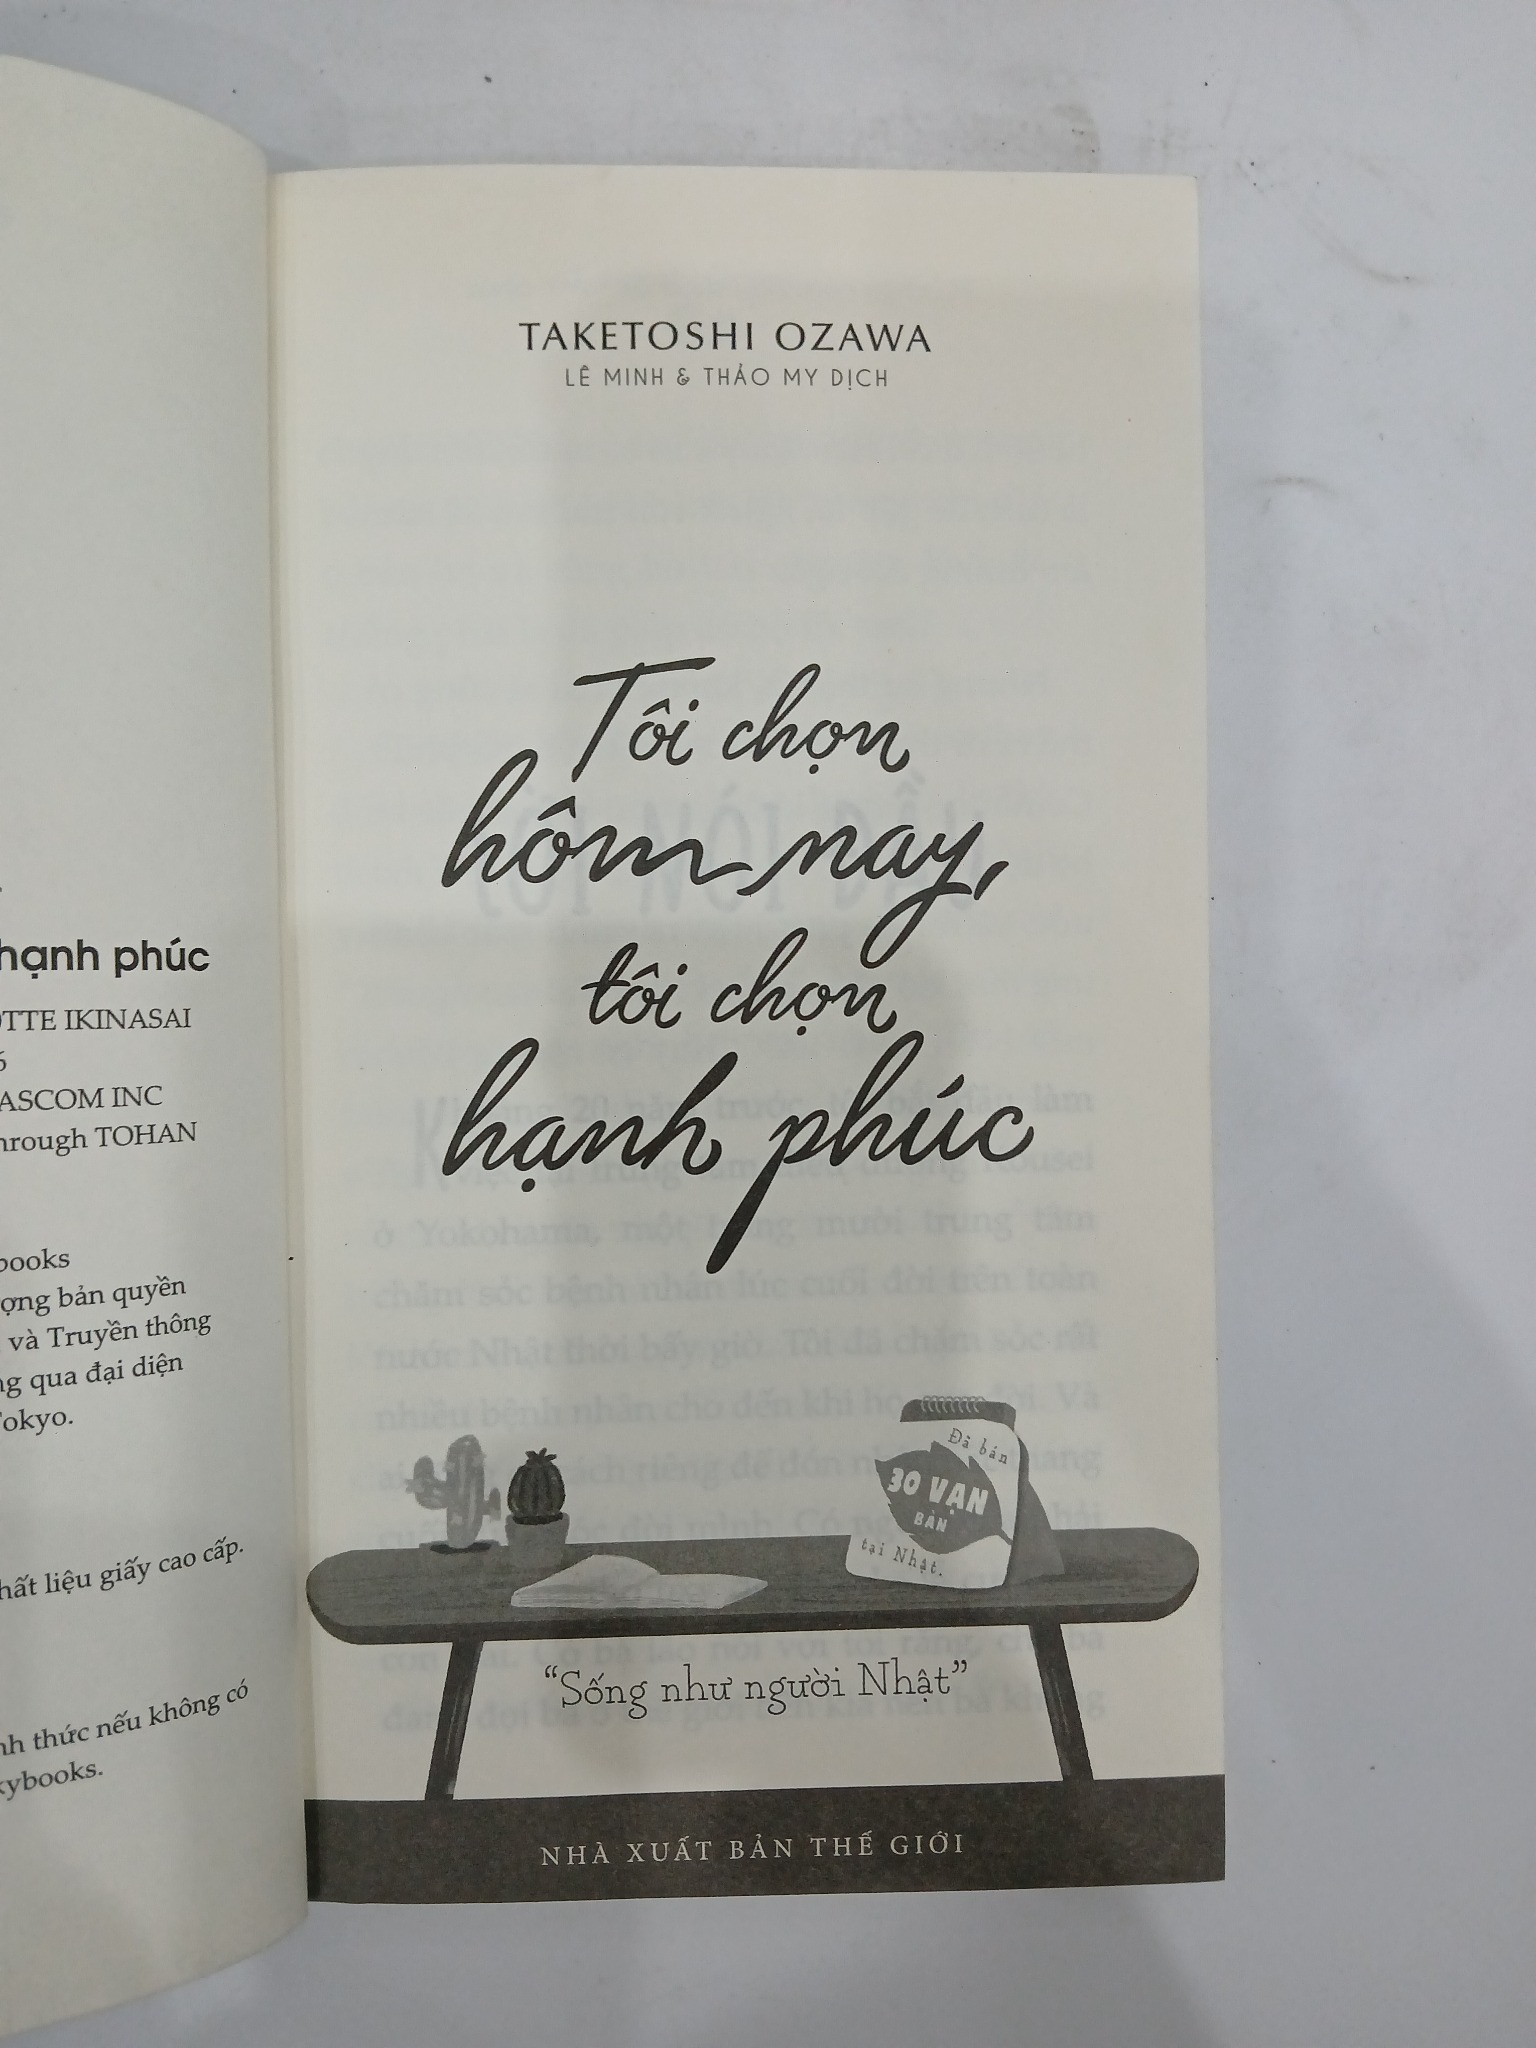 hạnh phúc
OTTE IKINASAI
6
ASCOM INC
hrough TOHAN
books
ợng bản quyền
và Truyền thông
ng qua đại diện
Tokyo.
hất liệu giấy cao cấp.
nh thức nếu không có
kybooks.
TAKETOSHI OZAWA
LÊ MINH & THẢO MY DỊCH
Tôi chọn
hôm nay,
tôi chọn
hạnh phúc
Đã bán
30 VẠN
BẢN
tại Nhật.
“Sống như người Nhật”
NHÀ XUẤT BẢN THẾ GIỚI